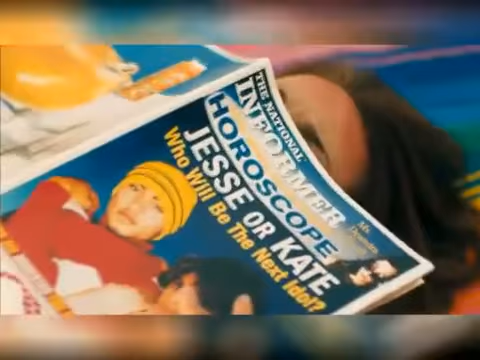 THE NATIONAL
INFORMER
HOROSCOPE
JESSE OR KATE
Who Will Be The Next Idol?